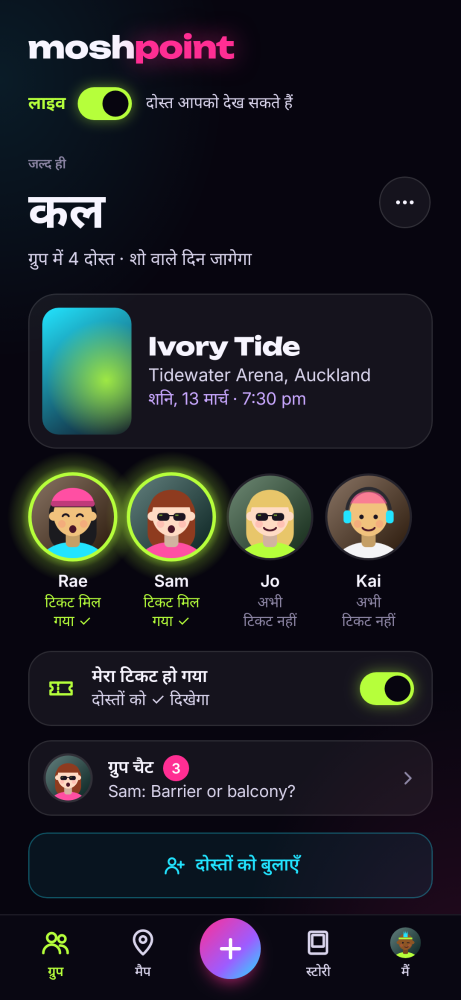 moshpoint
लाइव
दोस्त आपको देख सकते हैं
जल्द ही
कल
ग्रुप में 4 दोस्त · शो वाले दिन जागेगा
Ivory Tide
Tidewater Arena, Auckland
शनि, 13 मार्च · 7:30 pm
Rae
टिकट मिल
गया ✓
Sam
टिकट मिल
गया ✓
Jo
अभी
टिकट नहीं
Kai
अभी
टिकट नहीं
मेरा टिकट हो गया
दोस्तों को ✓ दिखेगा
ग्रुप चैट 3
Sam: Barrier or balcony?
दोस्तों को बुलाएँ
ग्रुप
मैप
स्टोरी
मैं